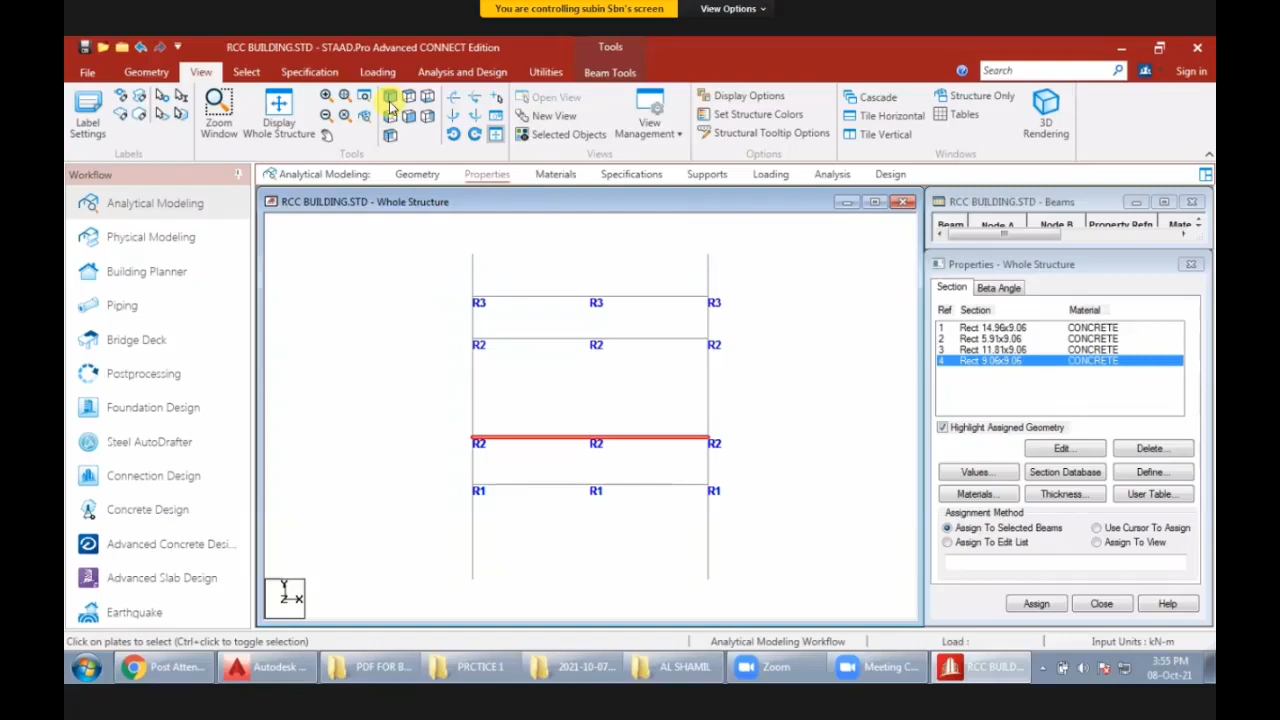 You are controlling subin Sbn's screen
View Options
RCC BUILDING.STD - STAAD.Pro Advanced CONNECT Edition
Tools
File
Geometry
View
Select
Specification
Loading
Analysis and Design
Utilities
Beam Tools
Search
Sign in
Label Settings
Zoom Window
Display Whole Structure
Open View
New View
Selected Objects
View Management
Display Options
Set Structure Colors
Structural Tooltip Options
Cascade
Tile Horizontal
Tile Vertical
Structure Only
Tables
3D Rendering
Labels
Tools
Views
Options
Windows
Workflow
Analytical Modeling:
Geometry
Properties
Materials
Specifications
Supports
Loading
Analysis
Design
Analytical Modeling
Physical Modeling
Building Planner
Piping
Bridge Deck
Postprocessing
Foundation Design
Steel AutoDrafter
Connection Design
Concrete Design
Advanced Concrete Desi...
Advanced Slab Design
Earthquake
RCC BUILDING.STD - Whole Structure
R3 R3 R3
R2 R2 R2
R2 R2 R2
R1 R1 R1
Y
Z X
RCC BUILDING.STD - Beams
Beam Node A Node B Property Refn Mate
Properties - Whole Structure
Section
Beta Angle
Ref Section Material
1 Rect 14.96x9.06 CONCRETE
2 Rect 5.91x9.06 CONCRETE
3 Rect 11.81x9.06 CONCRETE
4 Rect 9.06x9.06 CONCRETE
Highlight Assigned Geometry
Edit...
Delete...
Values...
Section Database
Define...
Materials...
Thickness...
User Table...
Assignment Method
Assign To Selected Beams
Use Cursor To Assign
Assign To Edit List
Assign To View
Assign
Close
Help
Click on plates to select (Ctrl+click to toggle selection)
Analytical Modeling Workflow
Load :
Input Units : kN-m
Post Atten...
Autodesk ...
PDF FOR B...
PRCTICE 1
2021-10-07...
AL SHAMIL
Zoom
Meeting C...
RCC BUILD...
3:55 PM
08-Oct-21